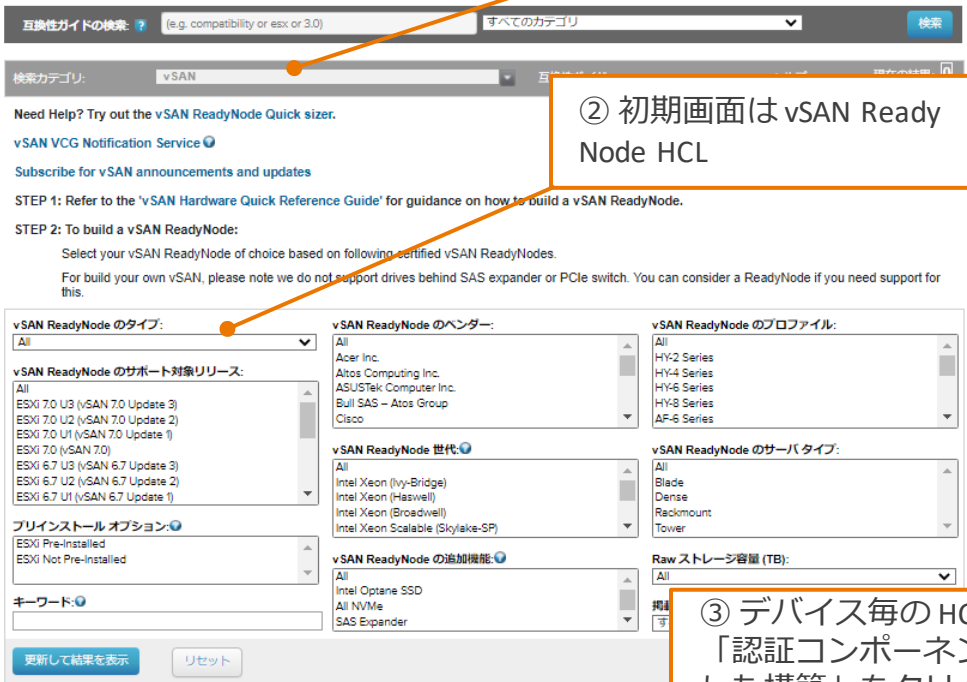 互換性ガイドの検索: ? (e.g. compatibility or esx or 3.0) すべてのカテゴリ 検索
検索カテゴリ: vSAN
② 初期画面は vSAN Ready
Node HCL
Need Help? Try out the vSAN ReadyNode Quick sizer.
vSAN VCG Notification Service
Subscribe for vSAN announcements and updates
STEP 1: Refer to the 'vSAN Hardware Quick Reference Guide' for guidance on how to build a vSAN ReadyNode.
STEP 2: To build a vSAN ReadyNode:
Select your vSAN ReadyNode of choice based on following certified vSAN ReadyNodes.
For build your own vSAN, please note we do not support drives behind SAS expander or PCIe switch. You can consider a ReadyNode if you need support for
this.
vSAN ReadyNode のタイプ:
All
vSAN ReadyNode のサポート対象リリース:
All
ESXi 7.0 U3 (vSAN 7.0 Update 3)
ESXi 7.0 U2 (vSAN 7.0 Update 2)
ESXi 7.0 U1 (vSAN 7.0 Update 1)
ESXi 7.0 (vSAN 7.0)
ESXi 6.7 U3 (vSAN 6.7 Update 3)
ESXi 6.7 U2 (vSAN 6.7 Update 2)
ESXi 6.7 U1 (vSAN 6.7 Update 1)
プリインストール オプション:
ESXi Pre-Installed
ESXi Not Pre-Installed
キーワード:
vSAN ReadyNode のベンダー:
All
Acer Inc.
Altos Computing Inc.
ASUSTek Computer Inc.
Bull SAS – Atos Group
Cisco
vSAN ReadyNode 世代:
All
Intel Xeon (Ivy-Bridge)
Intel Xeon (Haswell)
Intel Xeon (Broadwell)
Intel Xeon Scalable (Skylake-SP)
vSAN ReadyNode の追加機能:
All
Intel Optane SSD
All NVMe
SAS Expander
vSAN ReadyNode のプロファイル:
All
HY-2 Series
HY-4 Series
HY-6 Series
HY-8 Series
AF-6 Series
vSAN ReadyNode のサーバ タイプ:
All
Blade
Dense
Rackmount
Tower
Raw ストレージ容量 (TB):
All
③ デバイス毎の HC
「認証コンポーネン
更新して結果を表示 リセット